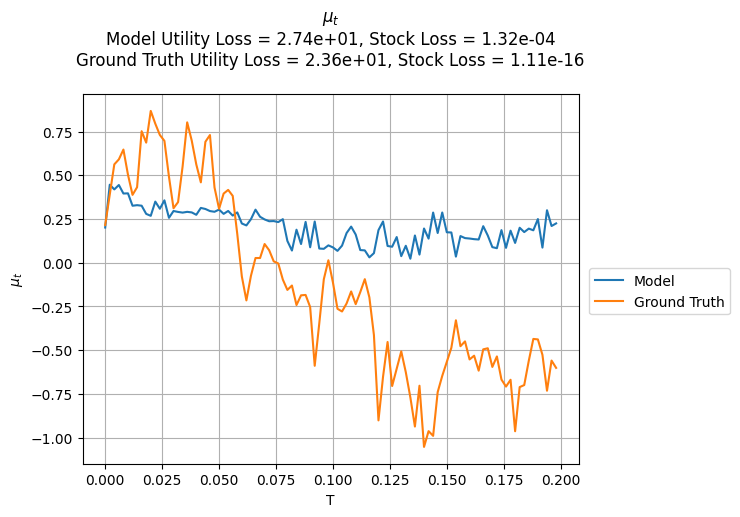 μt
Model Utility Loss = 2.74e+01, Stock Loss = 1.32e-04
Ground Truth Utility Loss = 2.36e+01, Stock Loss = 1.11e-16
0.75
0.50
0.25
0.00
−0.25
−0.50
−0.75
−1.00
μt
0.000 0.025 0.050 0.075 0.100 0.125 0.150 0.175 0.200
T
Model
Ground Truth